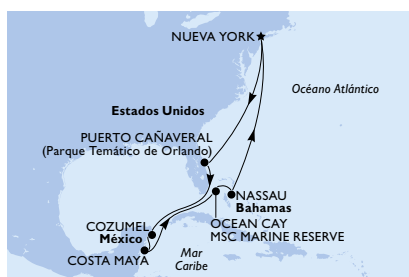 NUEVA YORK
Océano Atlántico
Estados Unidos
PUERTO CAÑAVERAL
(Parque Temático de Orlando)
NASSAU
Bahamas
OCEAN CAY
MSC MARINE RESERVE
COZUMEL
México
COSTA MAYA
Mar
Caribe